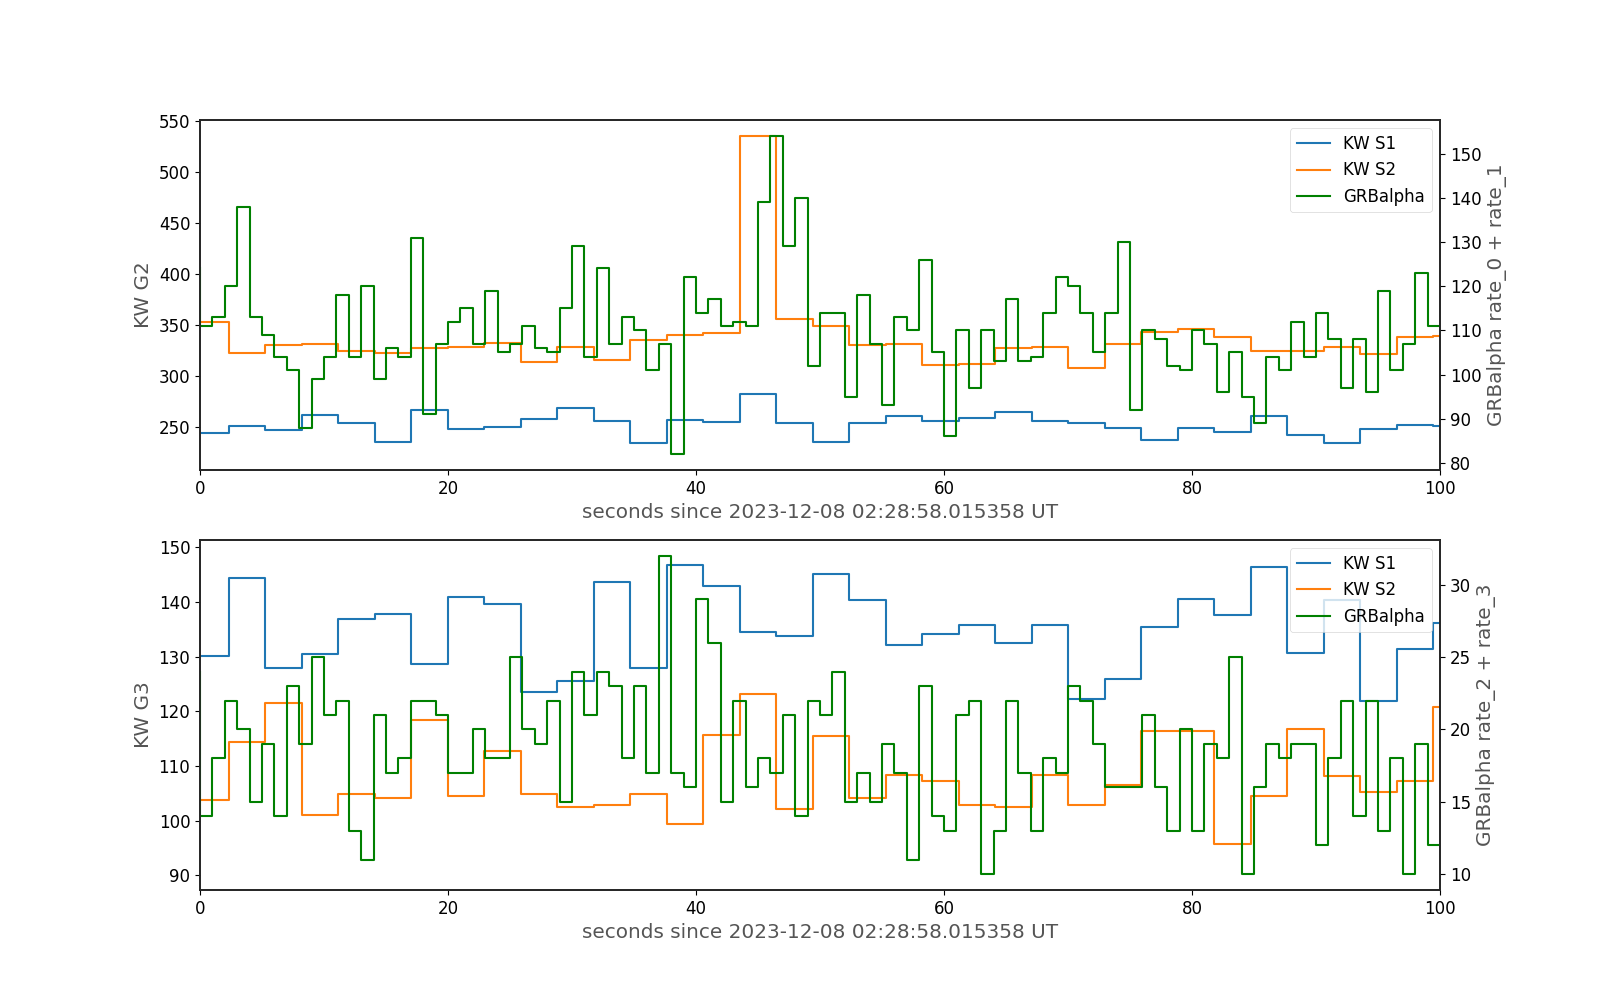 550
500
450
400
350
300
250
KW G2
KW S1
KW S2
GRBalpha
150
140
130
120
110
100
90
80
GRBalpha rate_0 + rate_1
0 20 40 60 80 100
seconds since 2023-12-08 02:28:58.015358 UT
150
140
130
120
110
100
90
KW G3
KW S1
KW S2
GRBalpha
30
25
20
15
10
GRBalpha rate_2 + rate_3
0 20 40 60 80 100
seconds since 2023-12-08 02:28:58.015358 UT